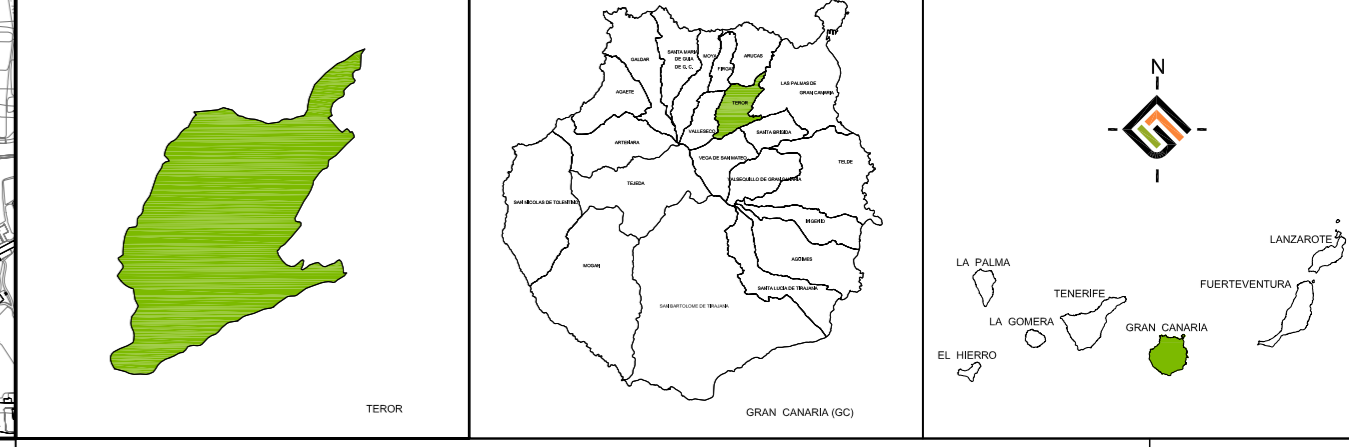 TEROR
GALDAR
SANTA MARIA
DE GUIA
DE G. C.
MOYA
FIRGAS
ARUCAS
LAS PALMAS DE
GRAN CANARIA
AGAETE
TEROR
VALLESECO
SANTA BRIGIDA
ARTENARA
VEGA DE SAN MATEO
TELDE
TEJEDA
VALSEQUILLO DE GRAN CANARIA
SAN NICOLAS DE TOLENTINO
INGENIO
MOGAN
AGÜIMES
SANTA LUCIA DE TIRAJANA
SAN BARTOLOME DE TIRAJANA
GRAN CANARIA (GC)
N
LANZAROTE
LA PALMA
FUERTEVENTURA
TENERIFE
LA GOMERA
GRAN CANARIA
EL HIERRO